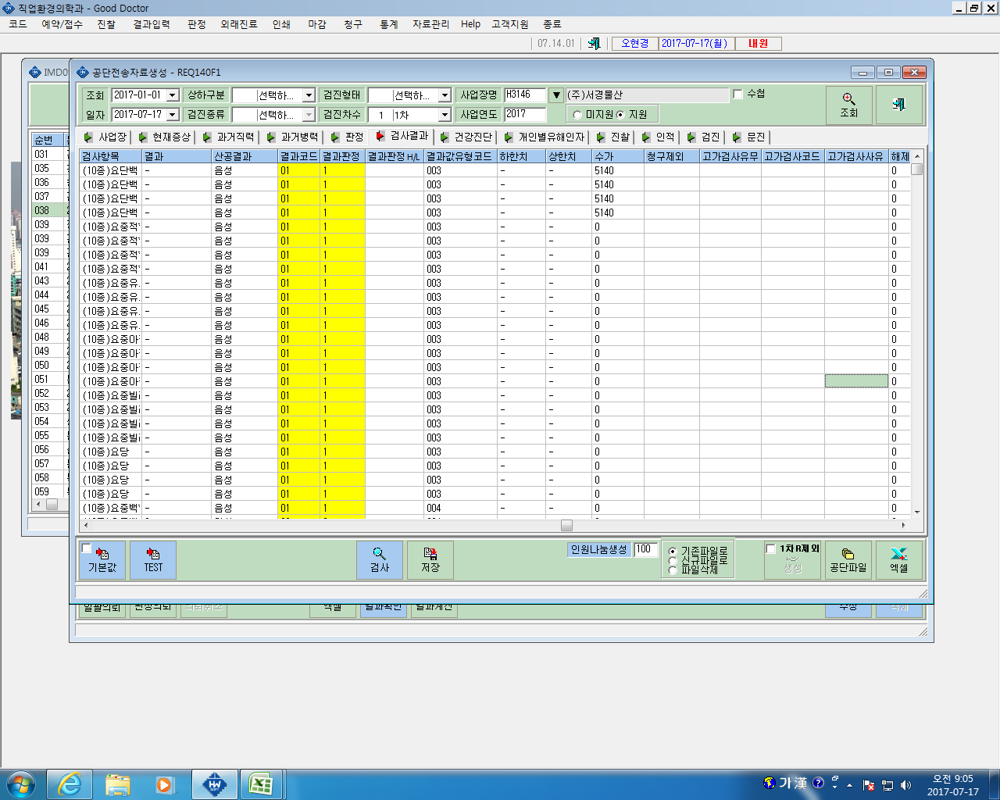 직업환경의학과 - Good Doctor
코드 예약/접수 진찰 결과입력 판정 외래진료 인쇄 마감 청구 통계 자료관리 Help 고객지원 종료
07.14.01 오현경 2017-07-17(월) 내원
공단전송자료생성 - REQ140F1
조회 2017-01-01 상하구분 선택하... 검진형태 선택하... 사업장명 H3146 (주)서경물산 수첩
일자 2017-07-17 검진종류 선택하... 검진차수 1 1차 사업연도 2017 미지원 지원 조회
사업장 현재증상 과거직력 과거병력 판정 검사결과 건강진단 개인별유해인자 진찰 인적 검진 문진
순번 검사항목 결과 산공결과 결과코드 결과판정 결과판정 H/L 결과값유형코드 하한치 상한치 수가 청구제외 고가검사유무 고가검사코드 고가검사사유 해제
031 (10종)요단백 - 음성 01 1 003 - - 5140 0
035 (10종)요단백 - 음성 01 1 003 - - 5140 0
036 (10종)요단백 - 음성 01 1 003 - - 5140 0
037 (10종)요단백 - 음성 01 1 003 - - 5140 0
038 (10종)요중적 - 음성 01 1 003 - - 0 0
039 (10종)요중적 - 음성 01 1 003 - - 0 0
039 (10종)요중적 - 음성 01 1 003 - - 0 0
039 (10종)요중적 - 음성 01 1 003 - - 0 0
041 (10종)요중유. - 음성 01 1 003 - - 0 0
043 (10종)요중유. - 음성 01 1 003 - - 0 0
044 (10종)요중유. - 음성 01 1 003 - - 0 0
045 (10종)요중유. - 음성 01 1 003 - - 0 0
046 (10종)요중아 - 음성 01 1 003 - - 0 0
048 (10종)요중아 - 음성 01 1 003 - - 0 0
049 (10종)요중아 - 음성 01 1 003 - - 0 0
050 (10종)요중아 - 음성 01 1 003 - - 0 0
051 (10종)요중빌 - 음성 01 1 003 - - 0 0
052 (10종)요중빌 - 음성 01 1 003 - - 0 0
053 (10종)요중빌 - 음성 01 1 003 - - 0 0
054 (10종)요중빌 - 음성 01 1 003 - - 0 0
055 (10종)요당 - 음성 01 1 003 - - 0 0
056 (10종)요당 - 음성 01 1 003 - - 0 0
057 (10종)요당 - 음성 01 1 003 - - 0 0
058 (10종)요당 - 음성 01 1 003 - - 0 0
059 (10종)요중백 - 음성 01 1 004 - - 0 0
기본값 TEST 검사 저장 인원나눔생성 100 기존파일로 1차R제외 공단파일 엑셀
신규파일로 생성
파일삭제
일괄의뢰 판정의뢰 의뢰취소 엑셀 결과확인 결과계산 수정 삭제
가 漢
오전 9:05
2017-07-17